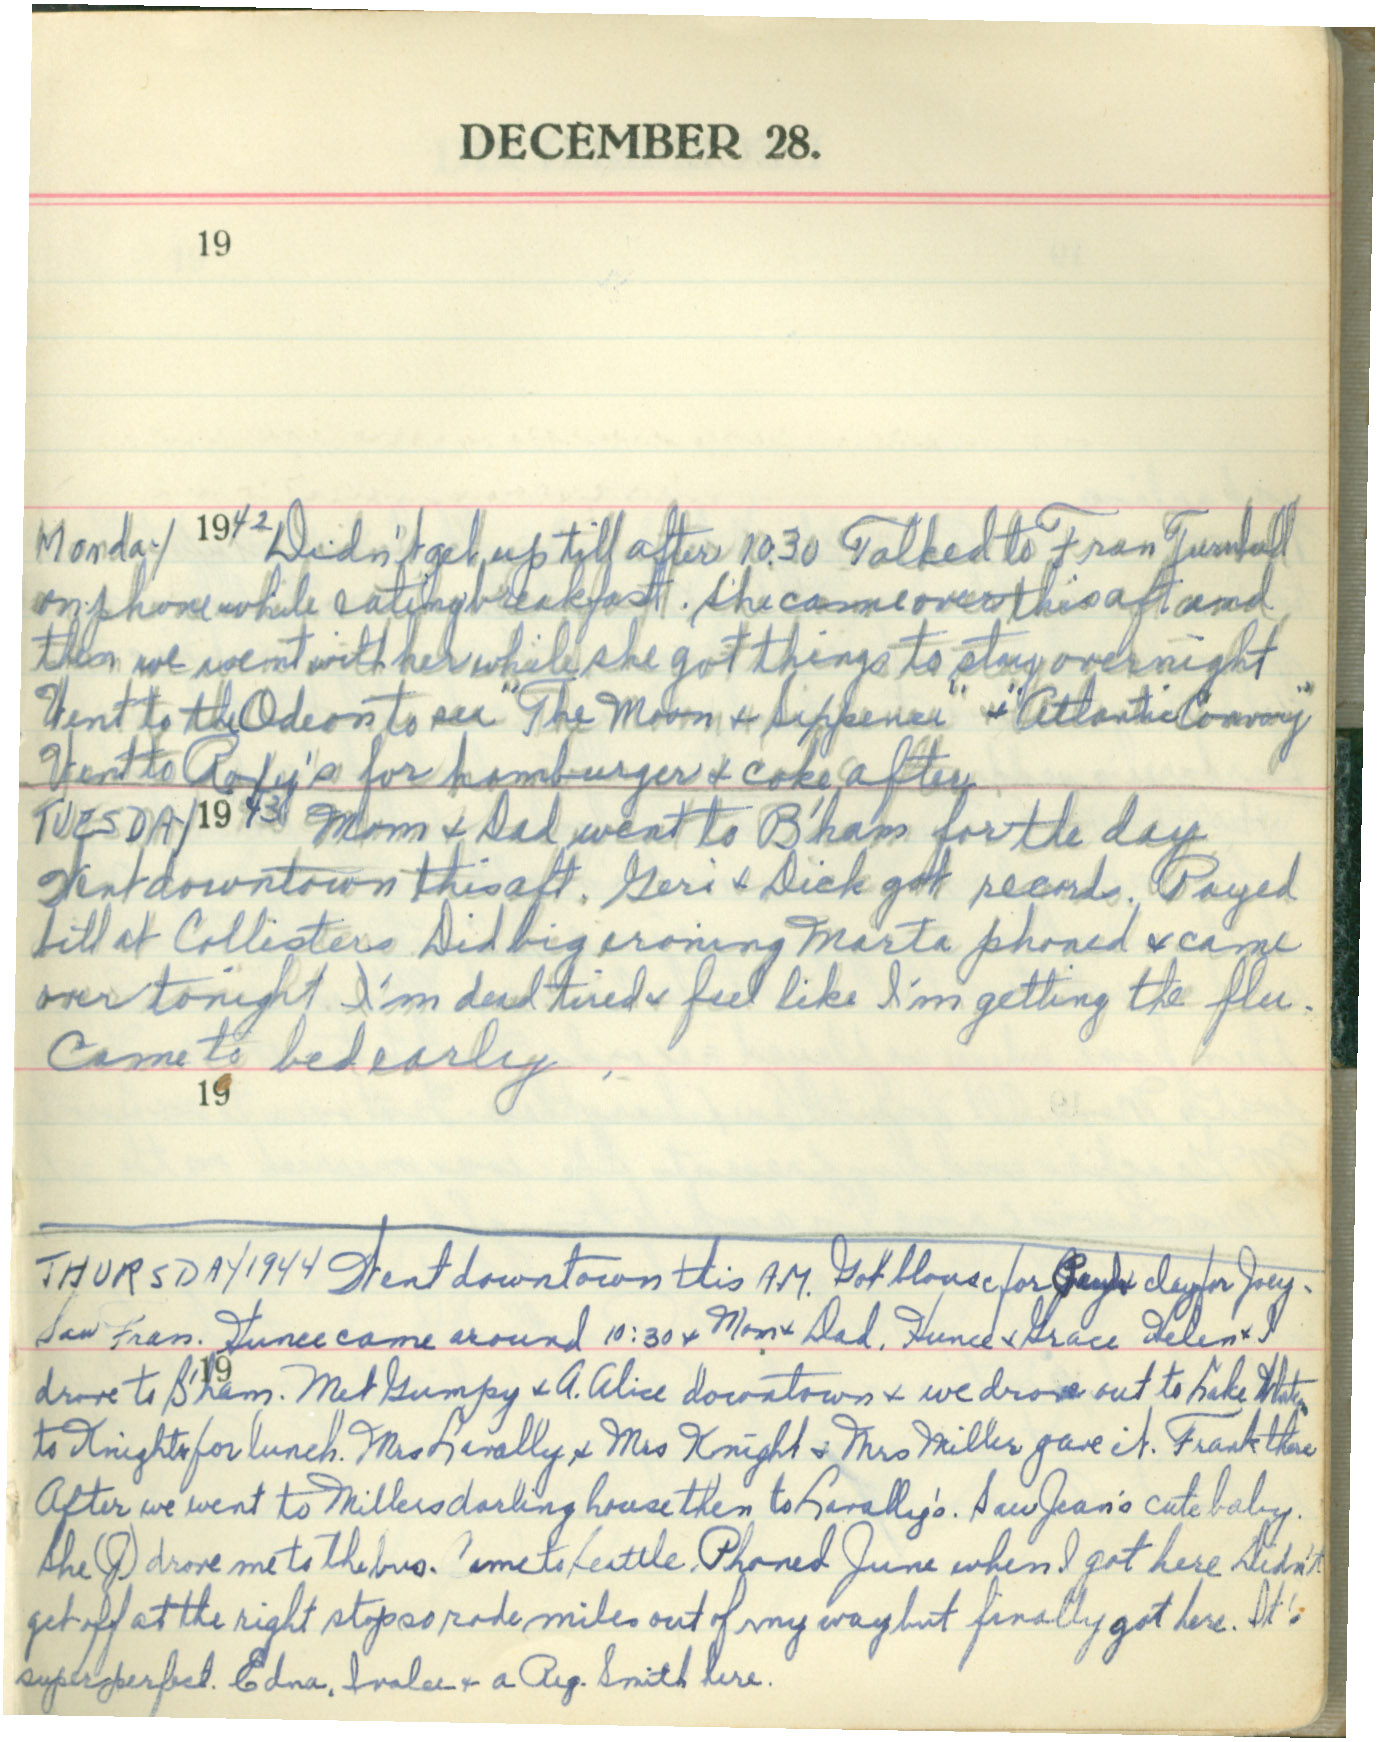 DECEMBER 28.
19
Monday 1942 Didn't get up till after 10:30 Talked to Fran Turnbull
on phone while eating breakfast. She came over this aft and
then we went with her while she got things to stay overnight
Went to the Odeon to see "The Moon & Sixpence" & "Atlantic Convoy"
Went to for hamburger & coke after
TUESDAY 1943 Mom & Dad went to B'ham for the day
Went downtown this aft. Geri & Dick got records. Payed
bill at Collisters Did big ironing Marta phoned & came
over tonight I'm dead tired & feel like I'm getting the flu.
Came to bed early.
19
THURSDAY 1944 Went downtown this A.M. Got blouse for clay for Joey.
Saw Fran. came around 10:30 & Mom & Dad, & Grace Helen & I
19
drove to B'ham. Met Gumpy & A. Alice downtown & we drove out to Lake
to Knights for lunch. Mrs Lavally & Mrs Knight & Mrs Miller gave it. Frank there
After we went to Millers darling house then to Lavally's. Saw Jean's cute baby.
She (J) drove me to the bus. Came to Seattle. Phoned June when I got here Didn't
get off at the right stop so rode miles out of my way but finally got here. It's
super perfect. Edna, & a Reg. Smith here.